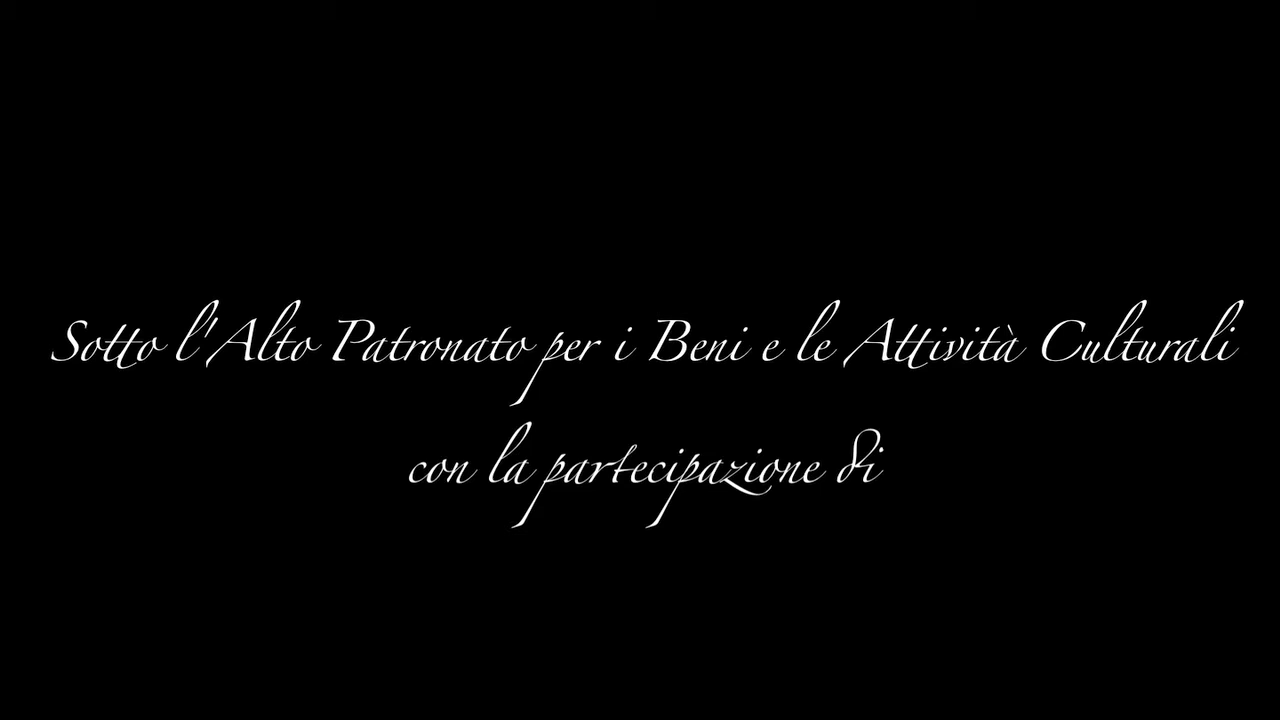 Sotto l'Alto Patronato per i Beni e le Attività Culturali
con la partecipazione di